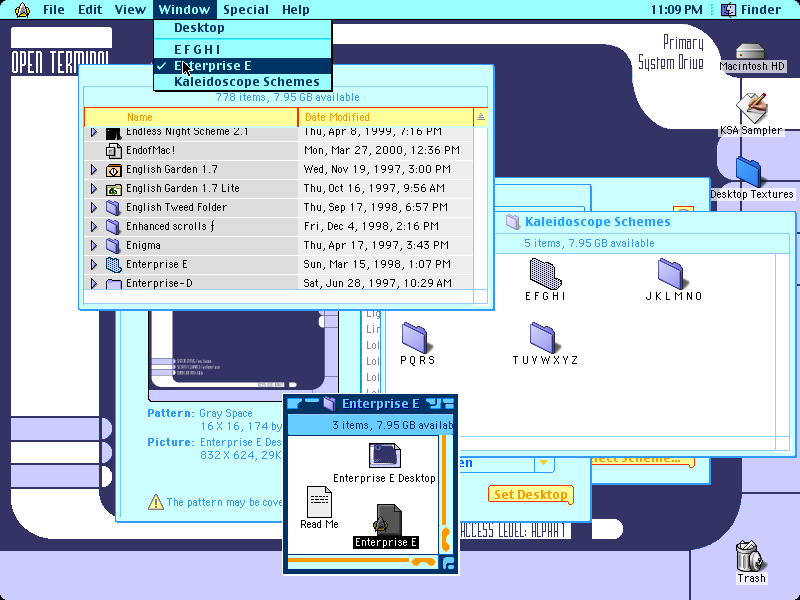 File Edit View Window Special Help 11:09 PM Finder
Desktop
E F G H I
✓ Enterprise E
Kaleidoscope Schemes
OPEN TERMINAL
Primary
System Drive
Macintosh HD
KSA Sampler
Desktop Textures
Trash
778 items, 7.95 GB available
Name Date Modified
Endless Night Scheme 2.1 Thu, Apr 8, 1999, 7:16 PM
EndofMac! Mon, Mar 27, 2000, 12:36 PM
English Garden 1.7 Wed, Nov 19, 1997, 3:00 PM
English Garden 1.7 Lite Thu, Oct 16, 1997, 9:56 AM
English Tweed Folder Thu, Sep 17, 1998, 6:57 PM
Enhanced scrolls ƒ Fri, Dec 4, 1998, 2:16 PM
Enigma Thu, Apr 17, 1997, 3:43 PM
Enterprise E Sun, Mar 15, 1998, 1:07 PM
Enterprise-D Sat, Jun 28, 1997, 10:29 AM
Kaleidoscope Schemes
5 items, 7.95 GB available
E F G H I
J K L M N O
P Q R S
T U V W X Y Z
Pattern: Gray Space
16 X 16, 174 by
Picture: Enterprise E Des
832 X 624, 29K
The pattern may be cove
Set Desktop
Enterprise E
3 items, 7.95 GB availab
Enterprise E Desktop
Read Me
Enterprise E
ACCESS LEVEL: ALPHA 1